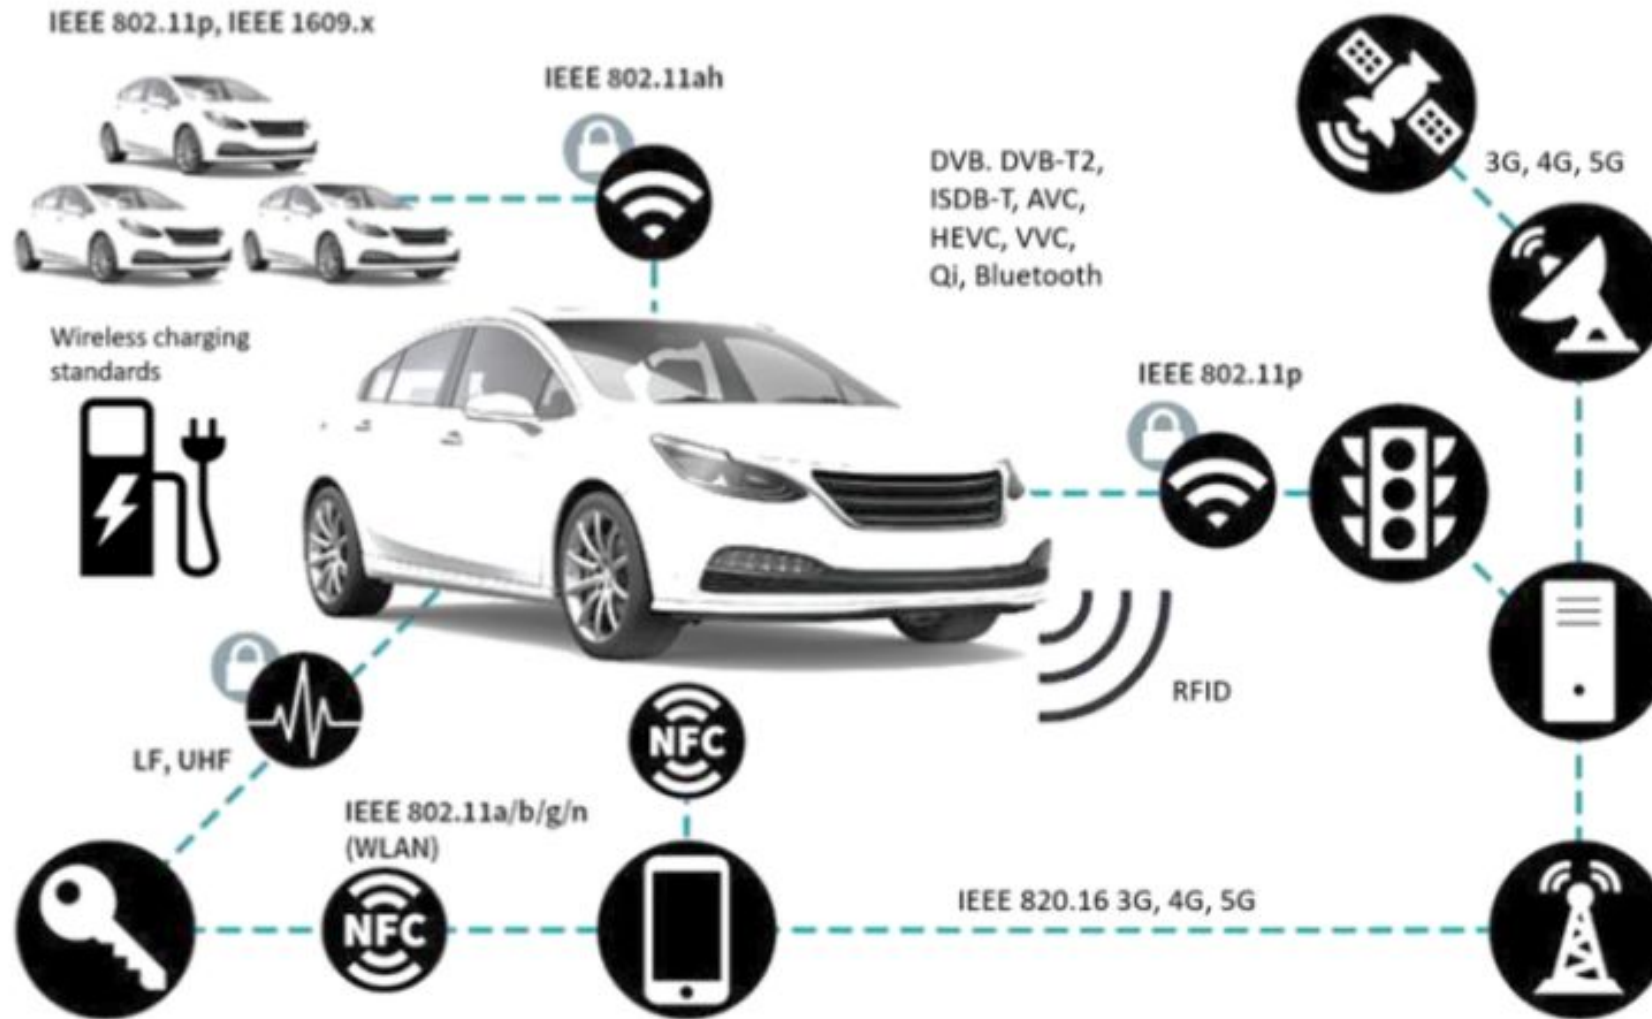 IEEE 802.11p, IEEE 1609.x
IEEE 802.11ah
DVB. DVB-T2,
ISDB-T, AVC,
HEVC, VVC,
Qi, Bluetooth
3G, 4G, 5G
Wireless charging
standards
IEEE 802.11p
RFID
LF, UHF
NFC
IEEE 802.11a/b/g/n
(WLAN)
NFC
IEEE 820.16 3G, 4G, 5G